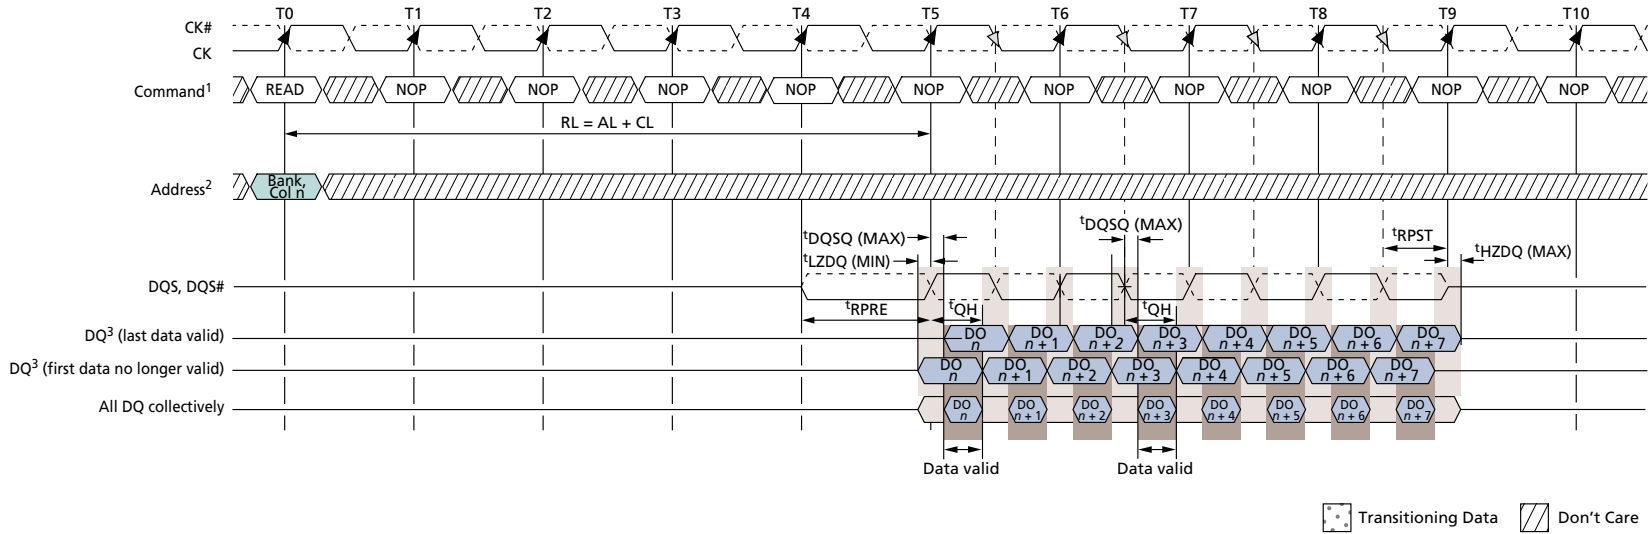 T0 T1 T2 T3 T4 T5 T6 T7 T8 T9 T10
CK#
CK
Command1 READ NOP NOP NOP NOP NOP NOP NOP NOP NOP NOP
RL = AL + CL
Address2 Bank, Col n
tDQSQ (MAX) tDQSQ (MAX) tRPST
tLZDQ (MIN) tHZDQ (MAX)
DQS, DQS#
tRPRE tQH tQH
DQ3 (last data valid) DO n DO n + 1 DO n + 2 DO n + 3 DO n + 4 DO n + 5 DO n + 6 DO n + 7
DQ3 (first data no longer valid) DO n DO n + 1 DO n + 2 DO n + 3 DO n + 4 DO n + 5 DO n + 6 DO n + 7
All DQ collectively DO n DO n + 1 DO n + 2 DO n + 3 DO n + 4 DO n + 5 DO n + 6 DO n + 7
Data valid Data valid
Transitioning Data Don't Care